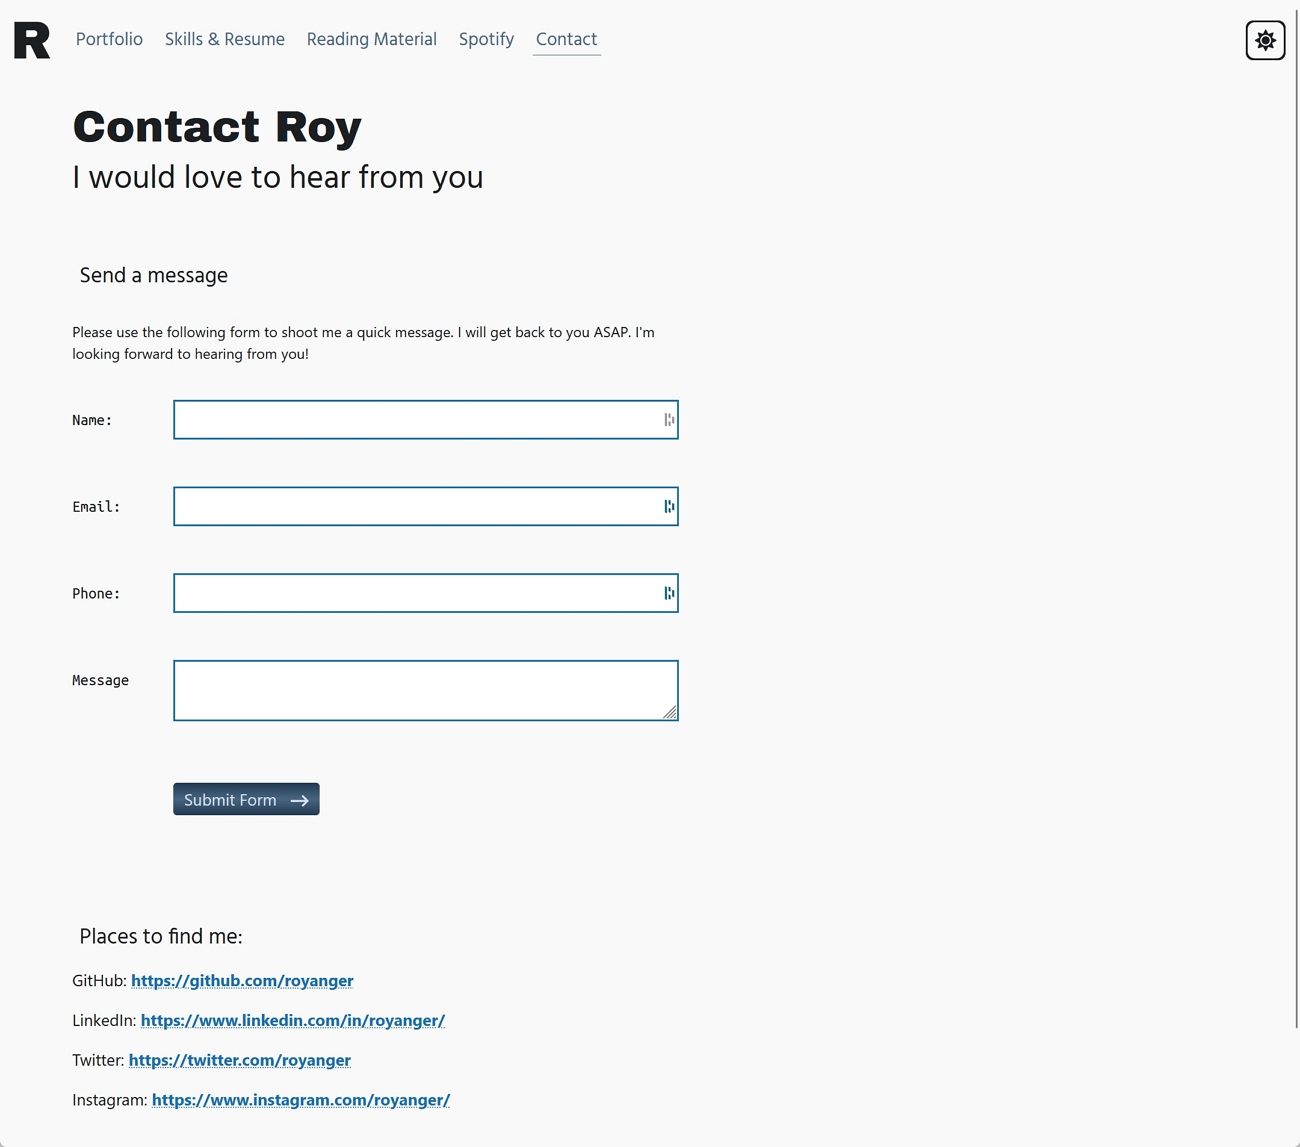 R
Portfolio Skills & Resume Reading Material Spotify Contact
Contact Roy
I would love to hear from you
Send a message
Please use the following form to shoot me a quick message. I will get back to you ASAP. I'm
looking forward to hearing from you!
Name:
Email:
Phone:
Message
Submit Form →
Places to find me:
GitHub: https://github.com/royanger
LinkedIn: https://www.linkedin.com/in/royanger/
Twitter: https://twitter.com/royanger
Instagram: https://www.instagram.com/royanger/